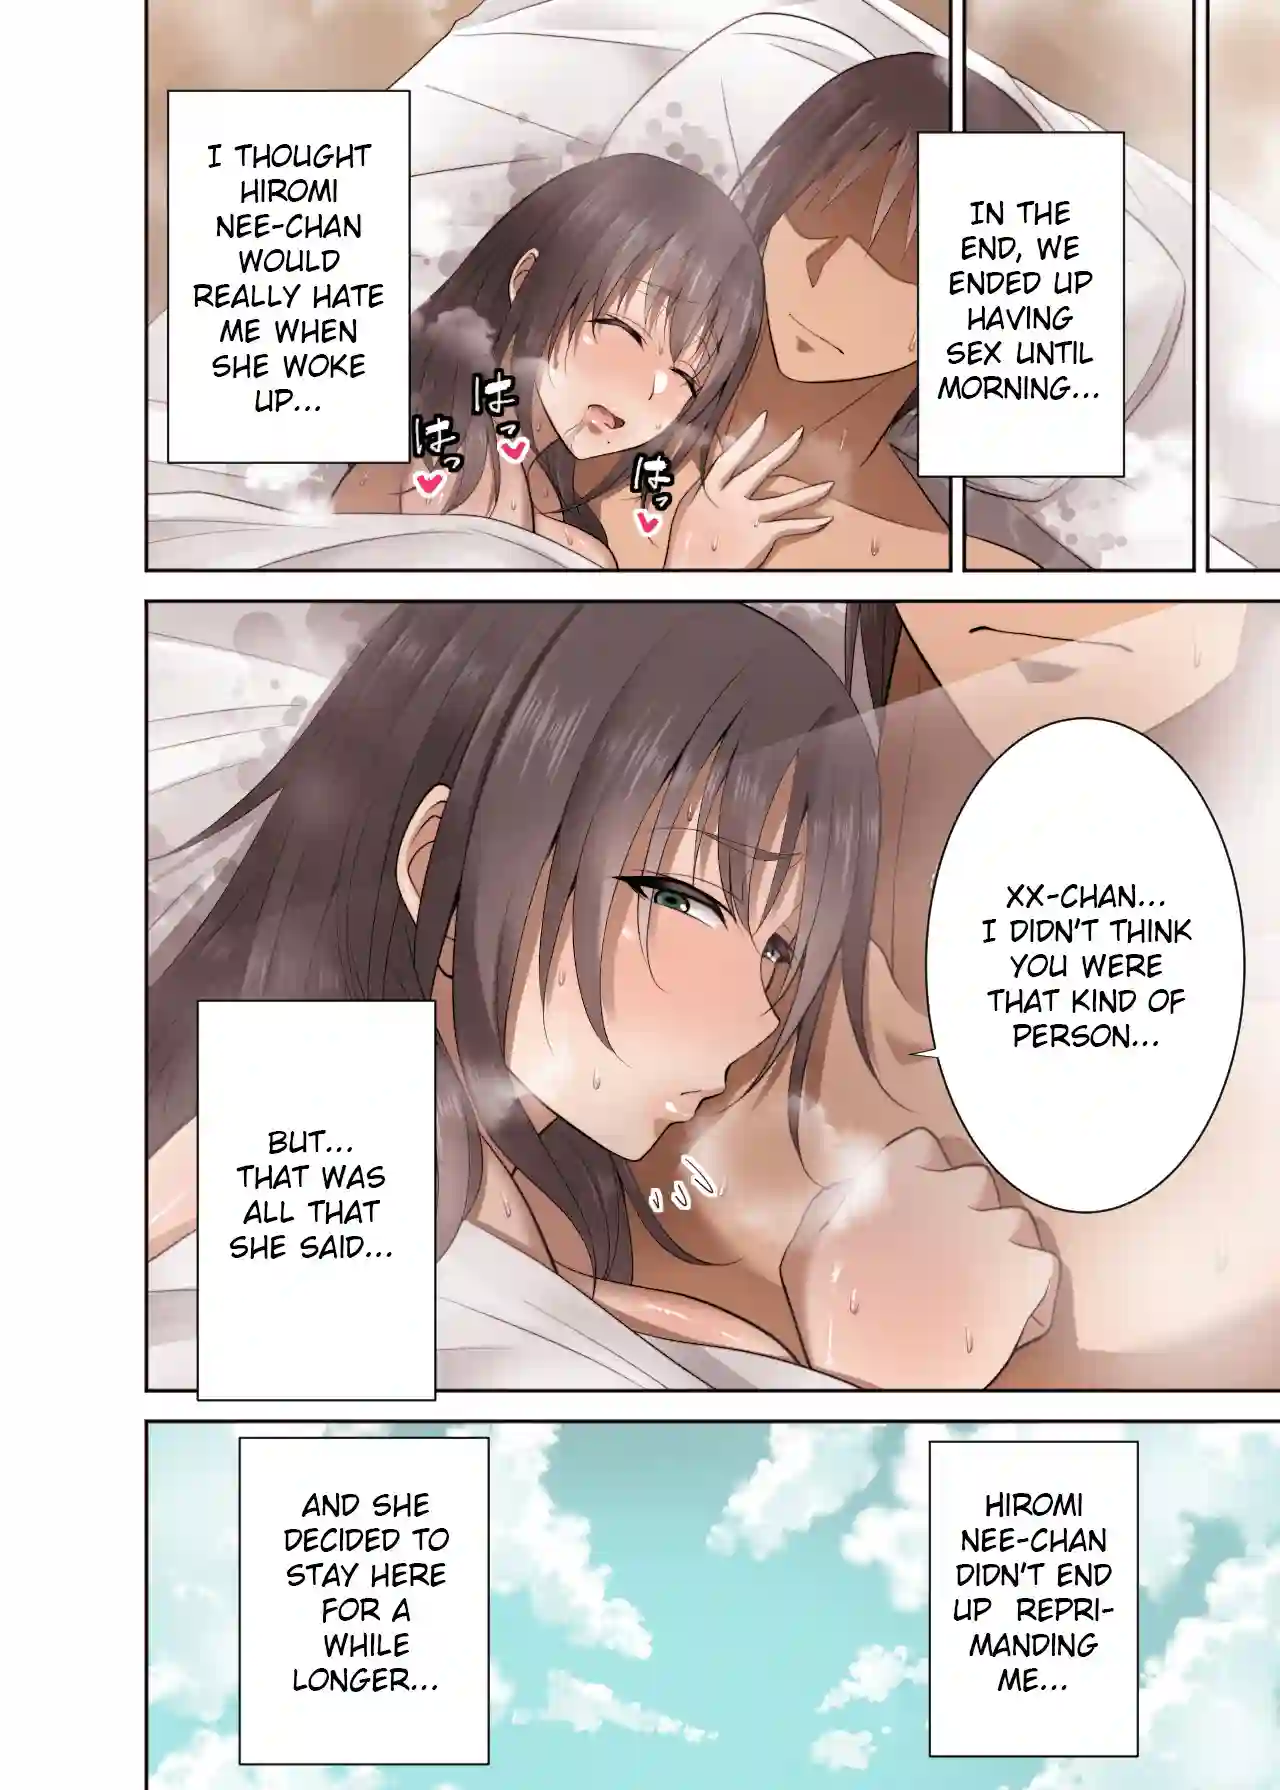 IN THE
END, WE
ENDED UP
HAVING
SEX UNTIL
MORNING...
I THOUGHT
HIROMI
NEE-CHAN
WOULD
REALLY HATE
ME WHEN
SHE WOKE
UP...
はっ
はっ
はっ
XX-CHAN...
I DIDN'T THINK
YOU WERE
THAT KIND OF
PERSON...
BUT...
THAT WAS
ALL THAT
SHE SAID...
HIROMI
NEE-CHAN
DIDN'T END
UP REPRI-
MANDING
ME...
AND SHE
DECIDED TO
STAY HERE
FOR A
WHILE
LONGER...